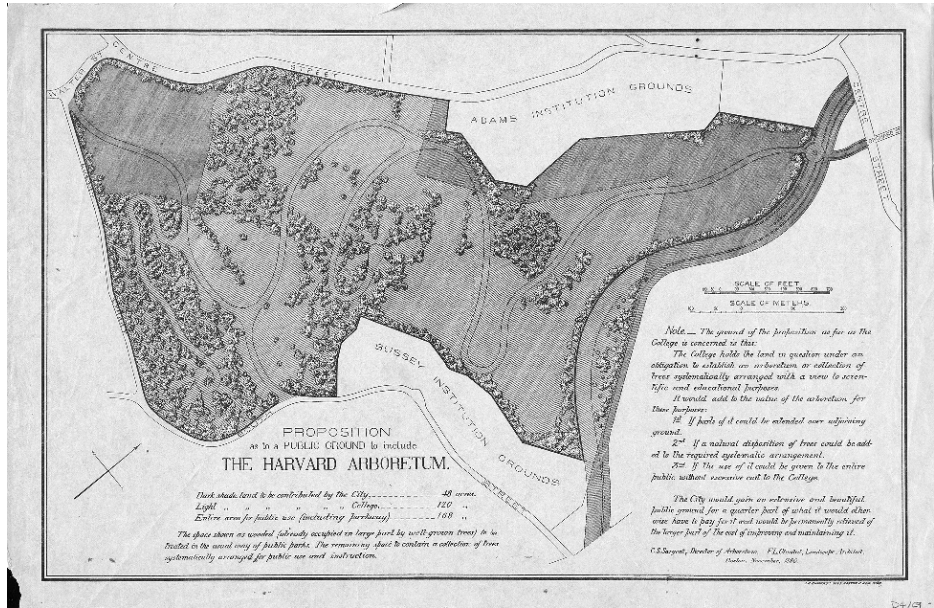 WALTER ST.
CENTRE
STREET
ADAMS INSTITUTION GROUNDS
CENTRE
STREET
SCALE OF FEET
SCALE OF METERS
BUSSEY INSTITUTION
GROUNDS
STREET
PROPOSITION
as to a PUBLIC GROUND to include
THE HARVARD ARBORETUM.
Dark shade, land to be contributed by the City 48 acres.
Light „ „ „ „ „ „ College 120 „
Entire area for public use (including parkway) 168 „
The space shown as wooded (already occupied in large part by well grown trees) to be
treated in the usual way of public parks. The remaining space to contain a collection of trees
systematically arranged for public use and instruction.
Note. The ground of the proposition as far as the
College is concerned is this:
The College holds the land in question under an
obligation to establish an arboretum or collection of
trees systematically arranged with a view to scien-
tific and educational purposes.
It would add to the value of the arboretum for
these purposes:
1st If parts of it could be extended over adjoining
ground.
2nd If a natural disposition of trees could be add-
ed to the required systematic arrangement.
3rd If the use of it could be given to the entire
public without excessive cost to the College.
The City would gain an extensive and beautiful
public ground for a quarter part of what it would other-
wise have to pay for it and would be permanently relieved of
the larger part of the cost of improving and maintaining it.
C.S. Sargent, Director of Arboretum. F.L. Olmsted, Landscape Architect.
Boston, November, 1880.